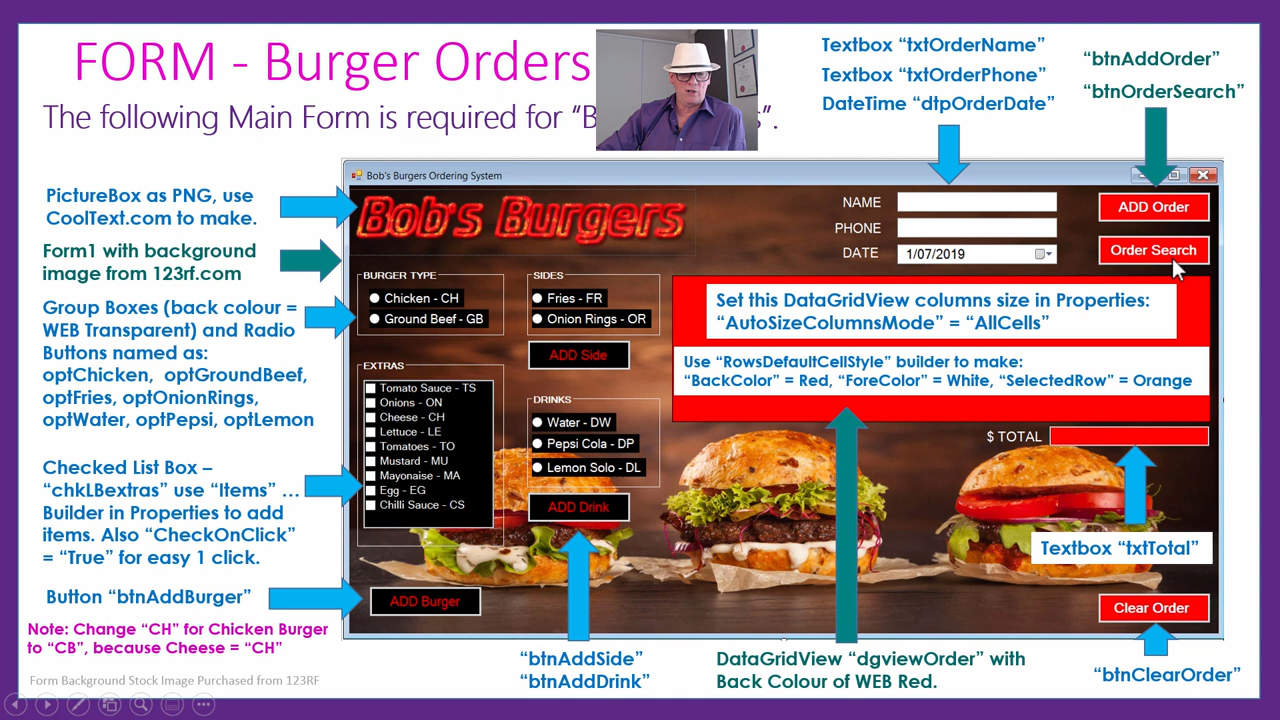 FORM - Burger Orders
The following Main Form is required for "B s".
Textbox "txtOrderName"
Textbox "txtOrderPhone"
DateTime "dtpOrderDate"
"btnAddOrder"
"btnOrderSearch"
PictureBox as PNG, use
CoolText.com to make.
Form1 with background
image from 123rf.com
Group Boxes (back colour =
WEB Transparent) and Radio
Buttons named as:
optChicken, optGroundBeef,
optFries, optOnionRings,
optWater, optPepsi, optLemon
Checked List Box –
"chkLBextras" use "Items" ...
Builder in Properties to add
items. Also "CheckOnClick"
= "True" for easy 1 click.
Button "btnAddBurger"
Note: Change "CH" for Chicken Burger
to "CB", because Cheese = "CH"
Form Background Stock Image Purchased from 123RF
Bob's Burgers Ordering System
Bob's Burgers
NAME
PHONE
DATE
1/07/2019
ADD Order
Order Search
BURGER TYPE
Chicken - CH
Ground Beef - GB
SIDES
Fries - FR
Onion Rings - OR
ADD Side
EXTRAS
Tomato Sauce - TS
Onions - ON
Cheese - CH
Lettuce - LE
Tomatoes - TO
Mustard - MU
Mayonaise - MA
Egg - EG
Chilli Sauce - CS
DRINKS
Water - DW
Pepsi Cola - DP
Lemon Solo - DL
ADD Drink
ADD Burger
Set this DataGridView columns size in Properties:
"AutoSizeColumnsMode" = "AllCells"
Use "RowsDefaultCellStyle" builder to make:
"BackColor" = Red, "ForeColor" = White, "SelectedRow" = Orange
$ TOTAL
Textbox "txtTotal"
Clear Order
"btnAddSide"
"btnAddDrink"
DataGridView "dgviewOrder" with
Back Colour of WEB Red.
"btnClearOrder"